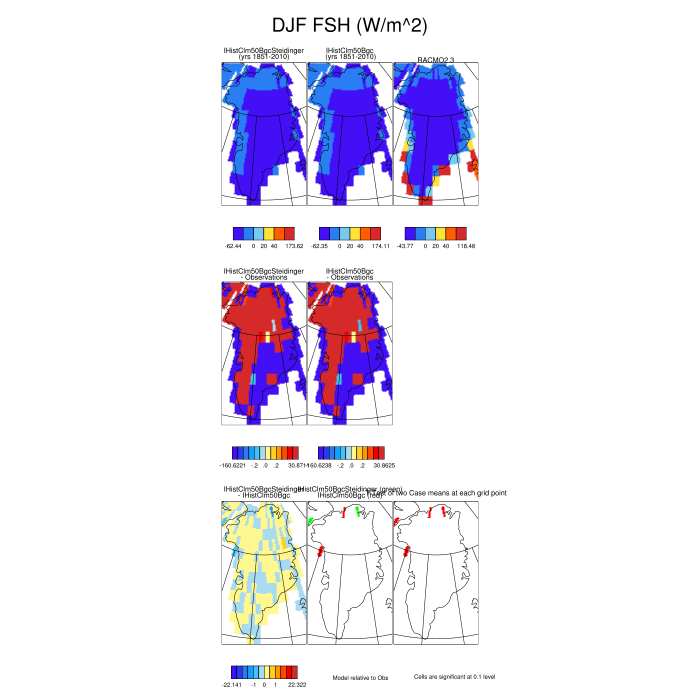 DJF FSH (W/m^2)
IHistClm50BgcSteidinger
(yrs 1851-2010)
IHistClm50Bgc
(yrs 1851-2010)
RACMO2.3
-62.44 0 20 40 173.62
-62.35 0 20 40 174.11
-43.77 0 20 40 118.48
IHistClm50BgcSteidinger
- Observations
IHistClm50Bgc
- Observations
-160.6221 -.2 .0 .2
-160.6238 -.2 .0 .2 30.8625
IHistClm50BgcSteidinger
- IHistClm50Bgc
IHistClm50BgcSteidinger (green)
IHistClm50Bgc (red)
of two Case means at each grid point
-22.141 -1 0 1 22.322
Model relative to Obs
Cells are significant at 0.1 level